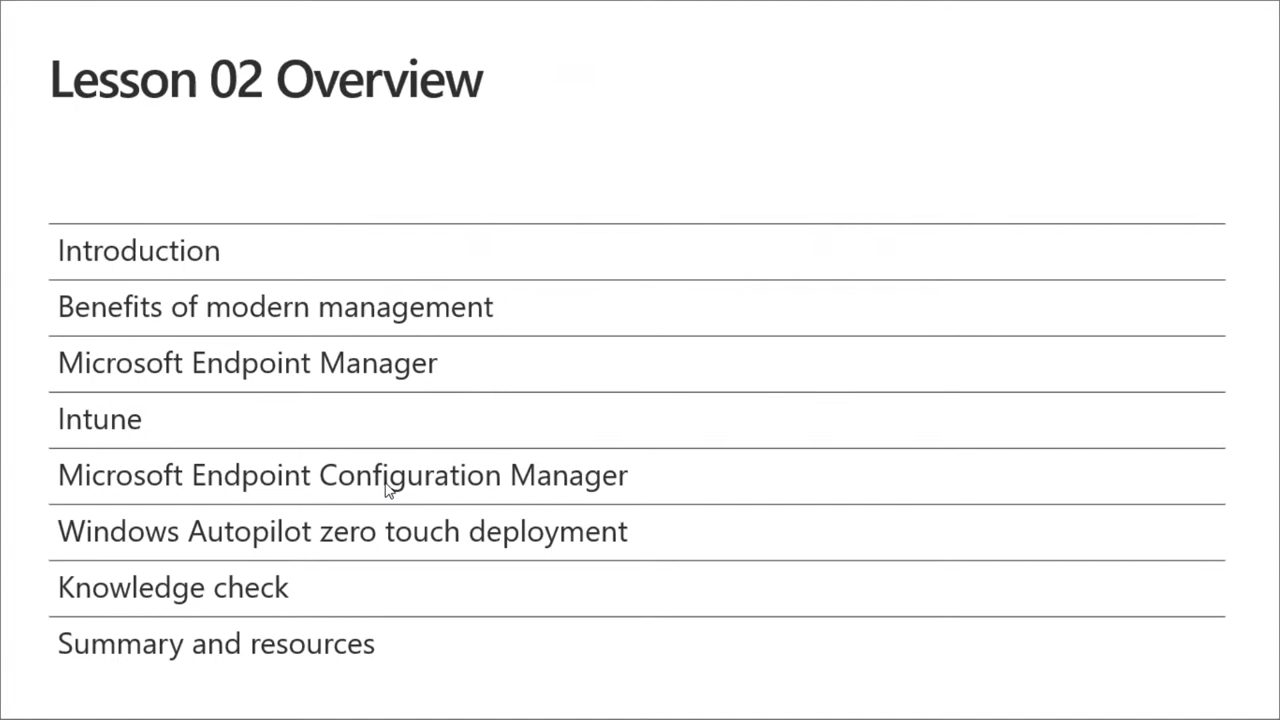 Lesson 02 Overview
Introduction
Benefits of modern management
Microsoft Endpoint Manager
Intune
Microsoft Endpoint Configuration Manager
Windows Autopilot zero touch deployment
Knowledge check
Summary and resources